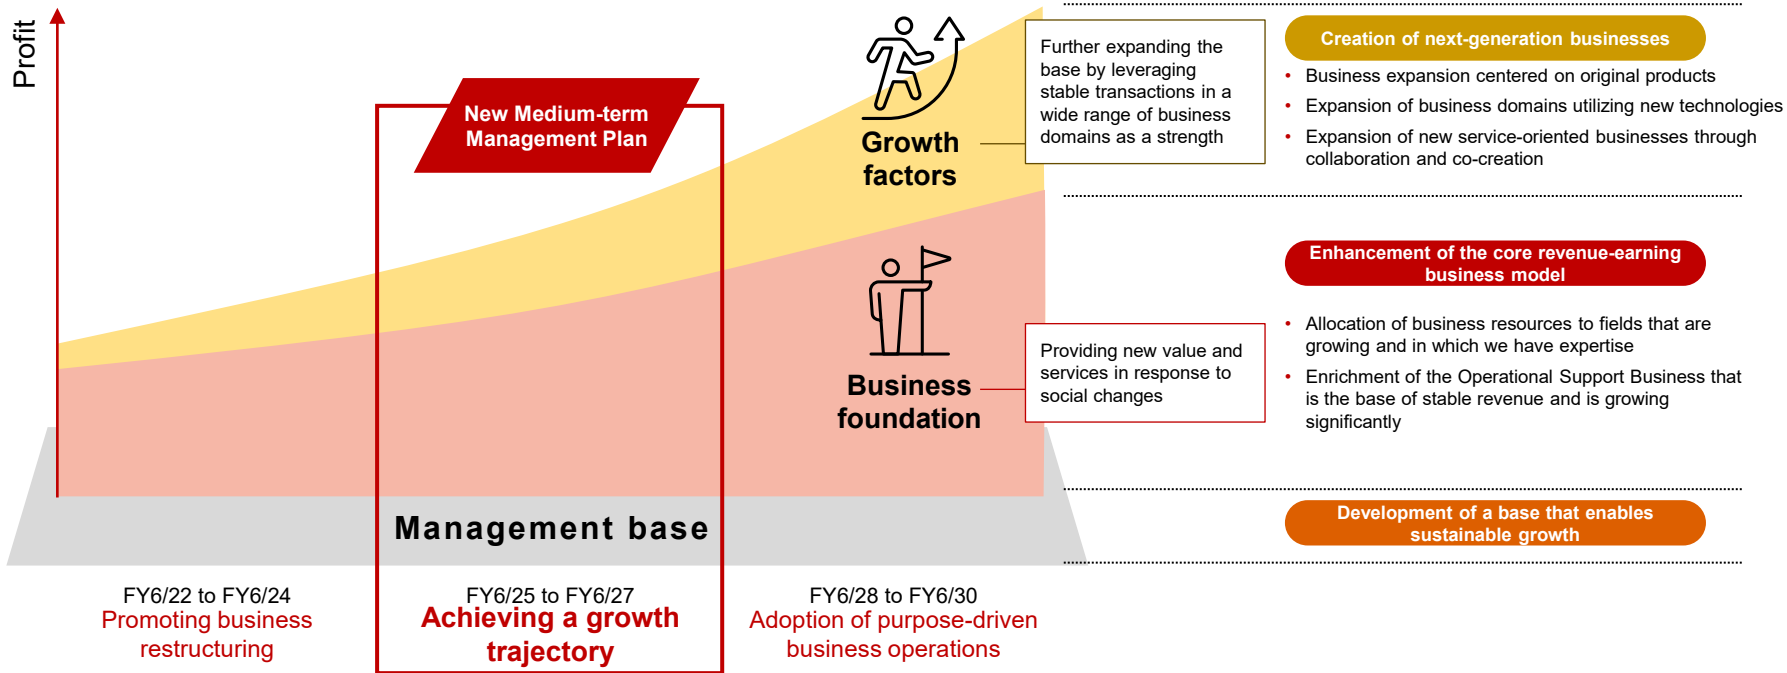 Profit
New Medium-term
Management Plan
Growth
factors
Further expanding the
base by leveraging
stable transactions in a
wide range of business
domains as a strength
Creation of next-generation businesses
• Business expansion centered on original products
• Expansion of business domains utilizing new technologies
• Expansion of new service-oriented businesses through
collaboration and co-creation
Business
foundation
Providing new value and
services in response to
social changes
Enhancement of the core revenue-earning
business model
• Allocation of business resources to fields that are
growing and in which we have expertise
• Enrichment of the Operational Support Business that
is the base of stable revenue and is growing
significantly
Management base
Development of a base that enables
sustainable growth
FY6/22 to FY6/24
Promoting business
restructuring
FY6/25 to FY6/27
Achieving a growth
trajectory
FY6/28 to FY6/30
Adoption of purpose-driven
business operations